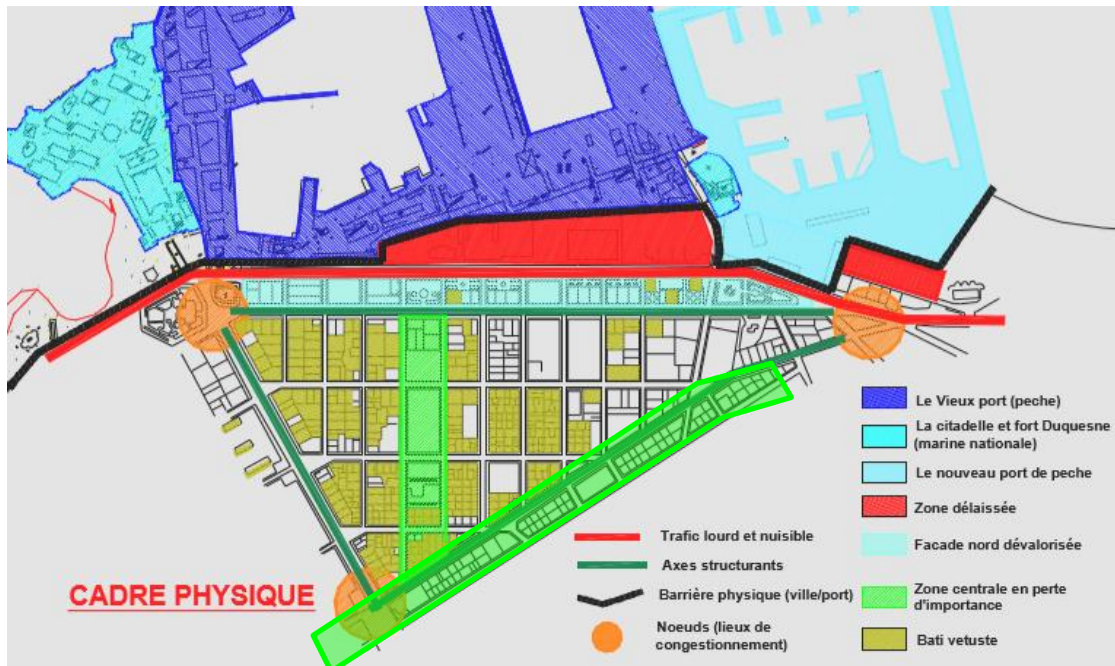 Le Vieux port (peche)
La citadelle et fort Duquesne
(marine nationale)
Le nouveau port de peche
Zone délaissée
Facade nord dévalorisée
Zone centrale en perte
d'importance
Bati vetuste
Trafic lourd et nuisible
Axes structurants
Barrière physique (ville/port)
Noeuds (lieux de
congestionnement)
CADRE PHYSIQUE